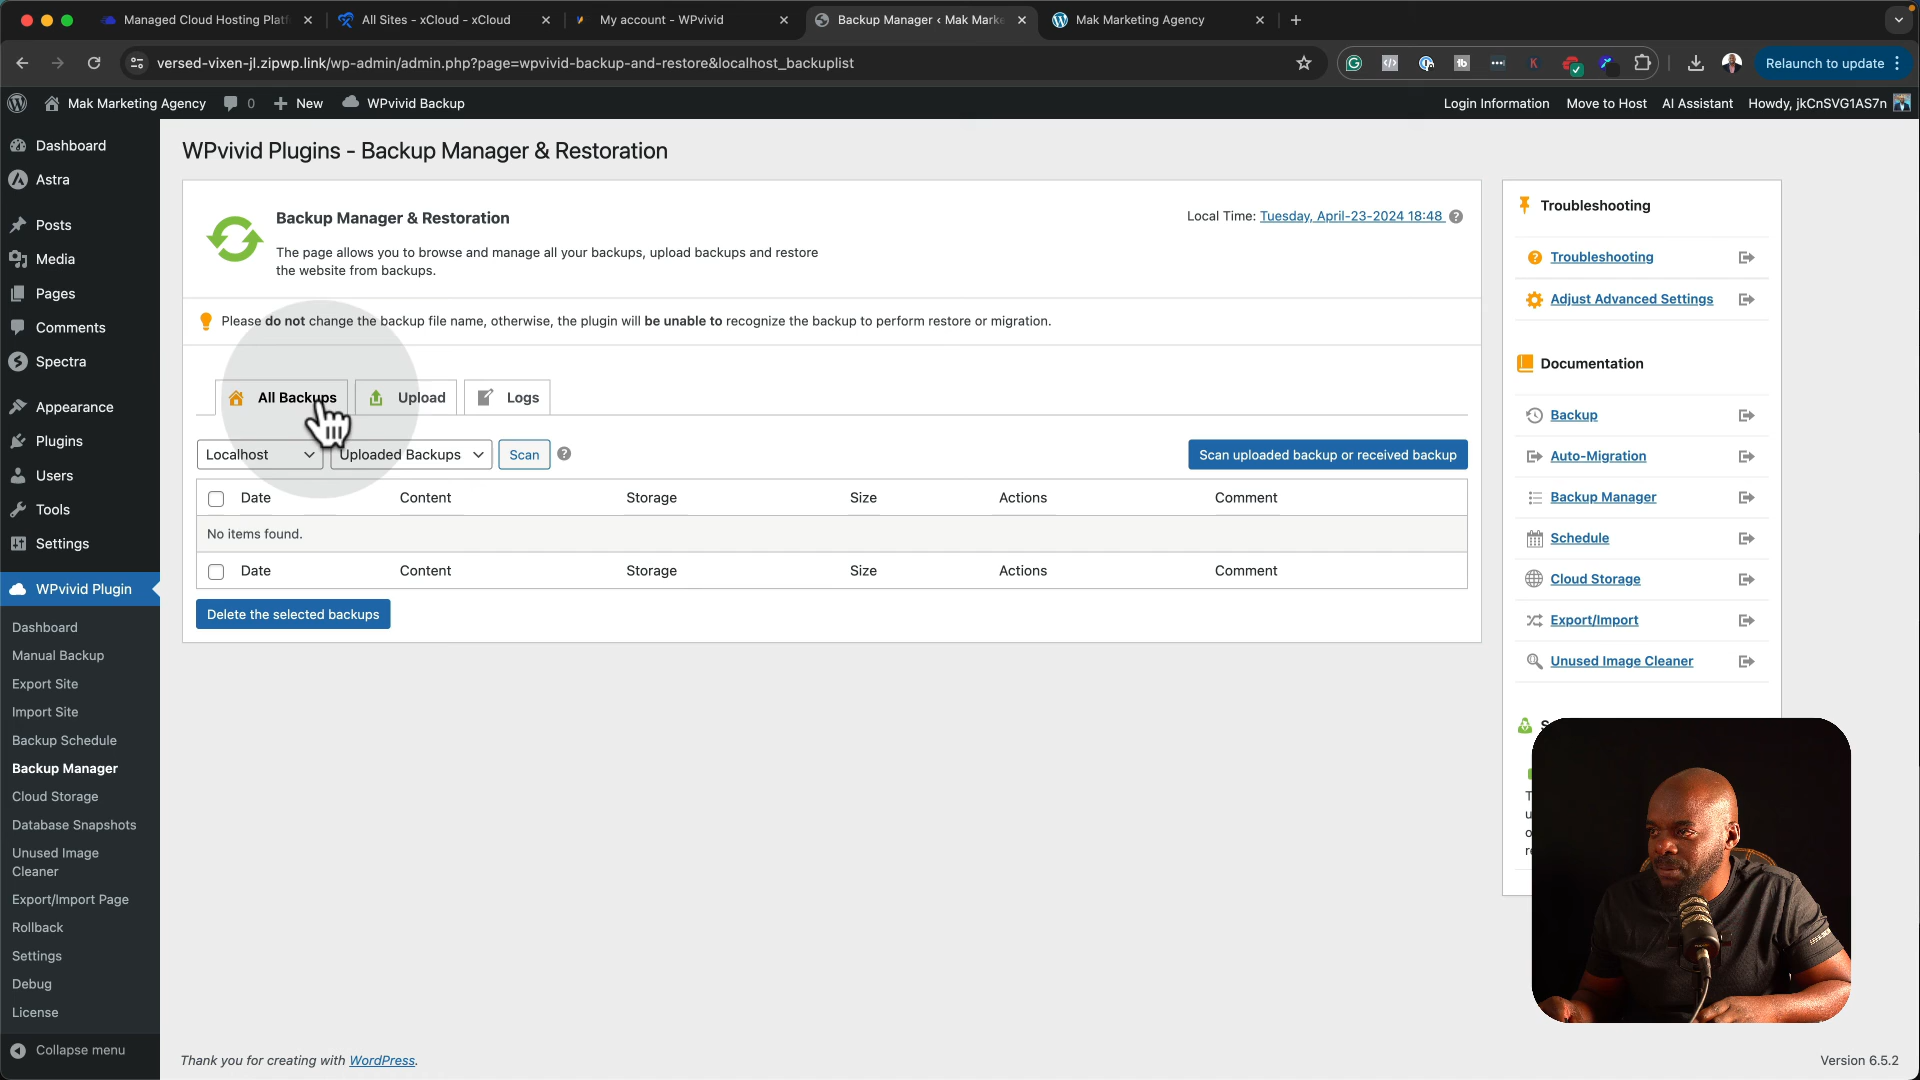 Managed Cloud Hosting Platf
All Sites - xCloud - xCloud
My account - WPvivid
Backup Manager ‹ Mak Mark
Mak Marketing Agency
versed-vixen-jl.zipwp.link/wp-admin/admin.php?page=wpvivid-backup-and-restore&localhost_backuplist
Relaunch to update
Mak Marketing Agency
0
New
WPvivid Backup
Login Information
Move to Host
AI Assistant
Howdy, jkCnSVG1AS7n
Dashboard
Astra
Posts
Media
Pages
Comments
Spectra
Appearance
Plugins
Users
Tools
Settings
WPvivid Plugin
Dashboard
Manual Backup
Export Site
Import Site
Backup Schedule
Backup Manager
Cloud Storage
Database Snapshots
Unused Image
Cleaner
Export/Import Page
Rollback
Settings
Debug
License
Collapse menu
WPvivid Plugins - Backup Manager & Restoration
Backup Manager & Restoration
Local Time: Tuesday, April-23-2024 18:48
The page allows you to browse and manage all your backups, upload backups and restore
the website from backups.
Please do not change the backup file name, otherwise, the plugin will be unable to recognize the backup to perform restore or migration.
All Backups
Upload
Logs
Localhost
Uploaded Backups
Scan
Scan uploaded backup or received backup
Date Content Storage Size Actions Comment
No items found.
Date Content Storage Size Actions Comment
Delete the selected backups
Troubleshooting
Troubleshooting
Adjust Advanced Settings
Documentation
Backup
Auto-Migration
Backup Manager
Schedule
Cloud Storage
Export/Import
Unused Image Cleaner
Thank you for creating with WordPress.
Version 6.5.2